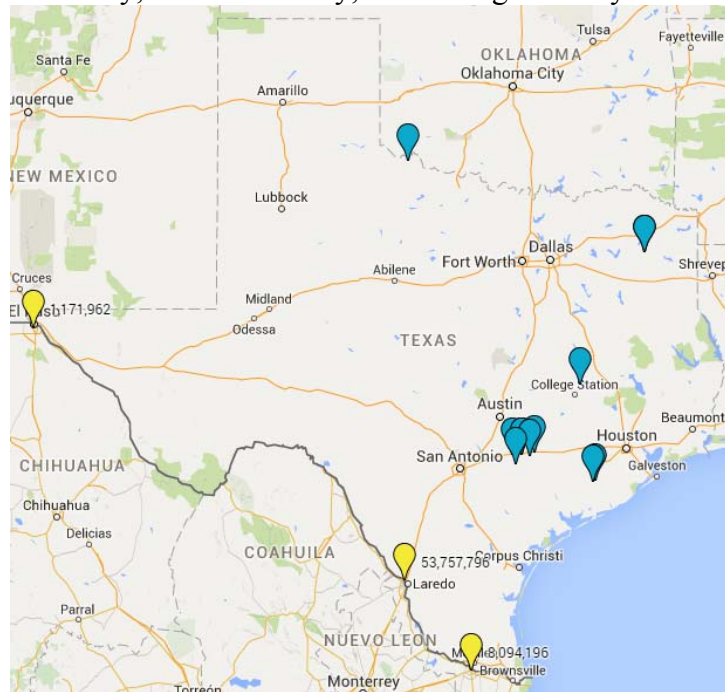 Tulsa
Fayetteville
Santa Fe
OKLAHOMA
Oklahoma City
Amarillo
uquerque
NEW MEXICO
Lubbock
Fort Worth
Dallas
Shrevep
Abilene
Cruces
171,962
Midland
Odessa
TEXAS
College Station
Austin
Beaumont
Houston
San Antonio
Galveston
CHIHUAHUA
Chihuahua
Delicias
COAHUILA
53,757,796
Corpus Christi
Laredo
Parral
NUEVO LEON
8,094,196
Brownsville
Monterrey
Torreón